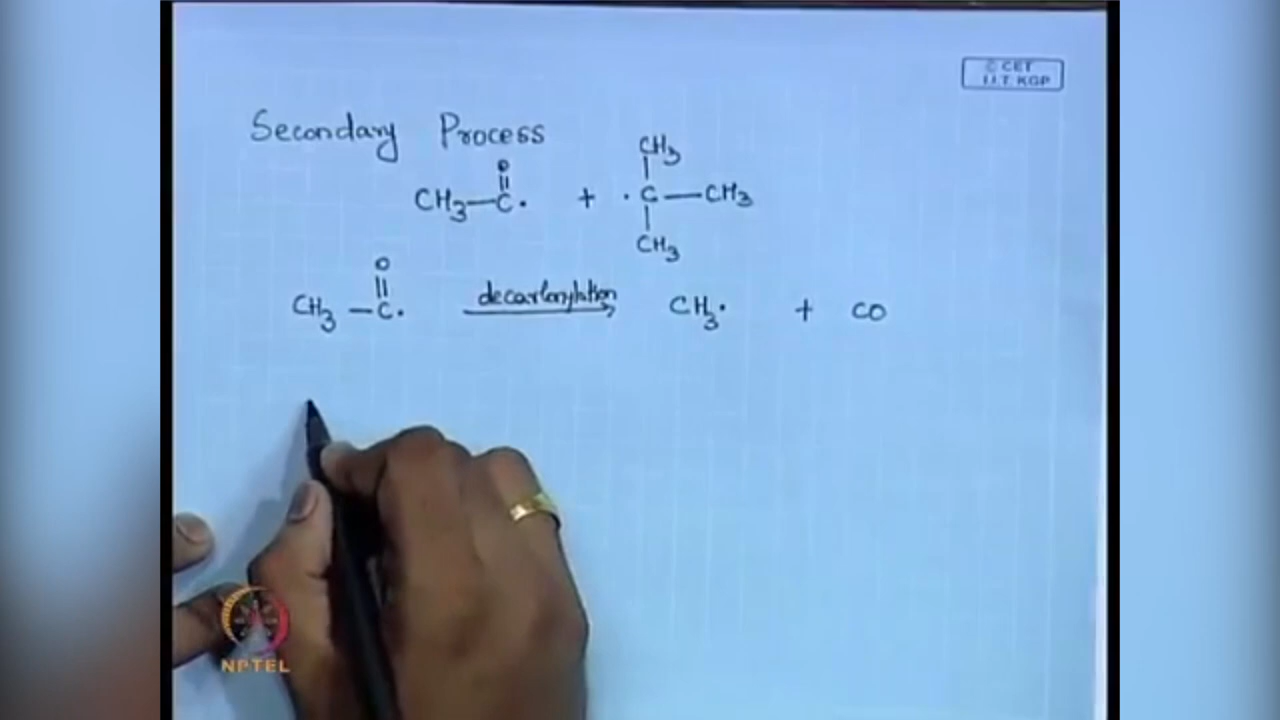 © CET
I.I.T. KGP
Secondary Process
CH3
O
CH3—C• + •C—CH3
CH3
O
CH3—C• decarbonylation CH3• + CO
NPTEL